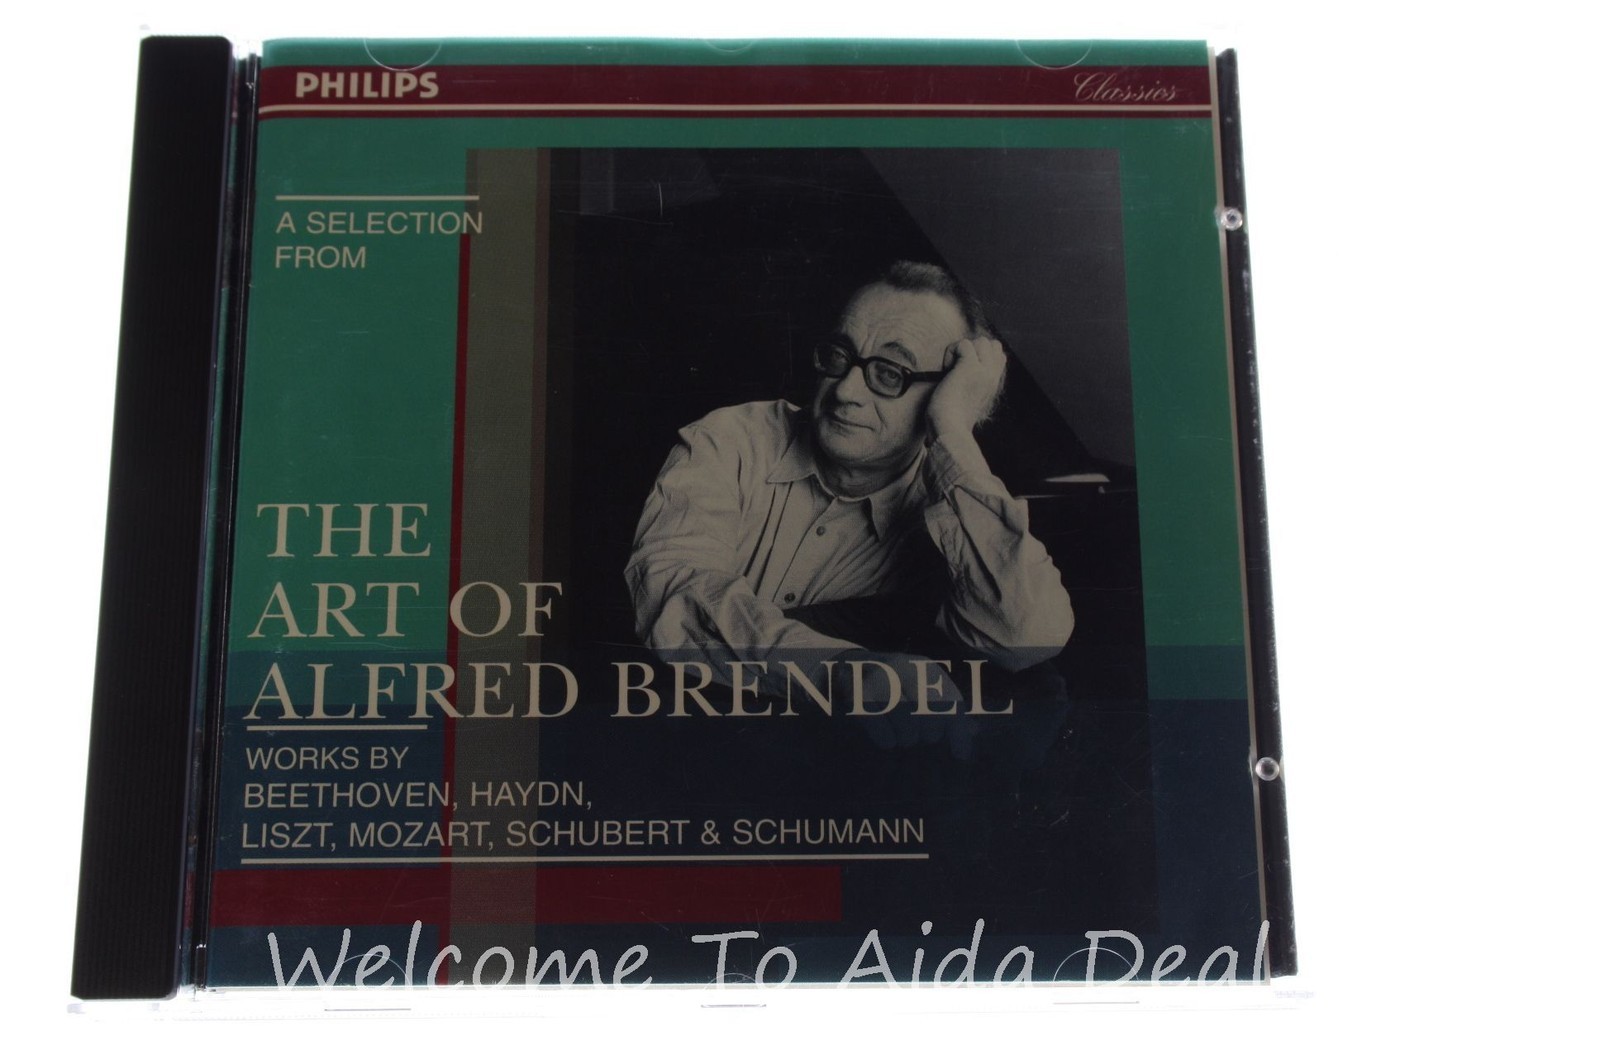 PHILIPS
Classics
A SELECTION
FROM
THE
ART OF
ALFRED BRENDEL
WORKS BY
BEETHOVEN, HAYDN,
LISZT, MOZART, SCHUBERT & SCHUMANN
Welcome To Aida Deal